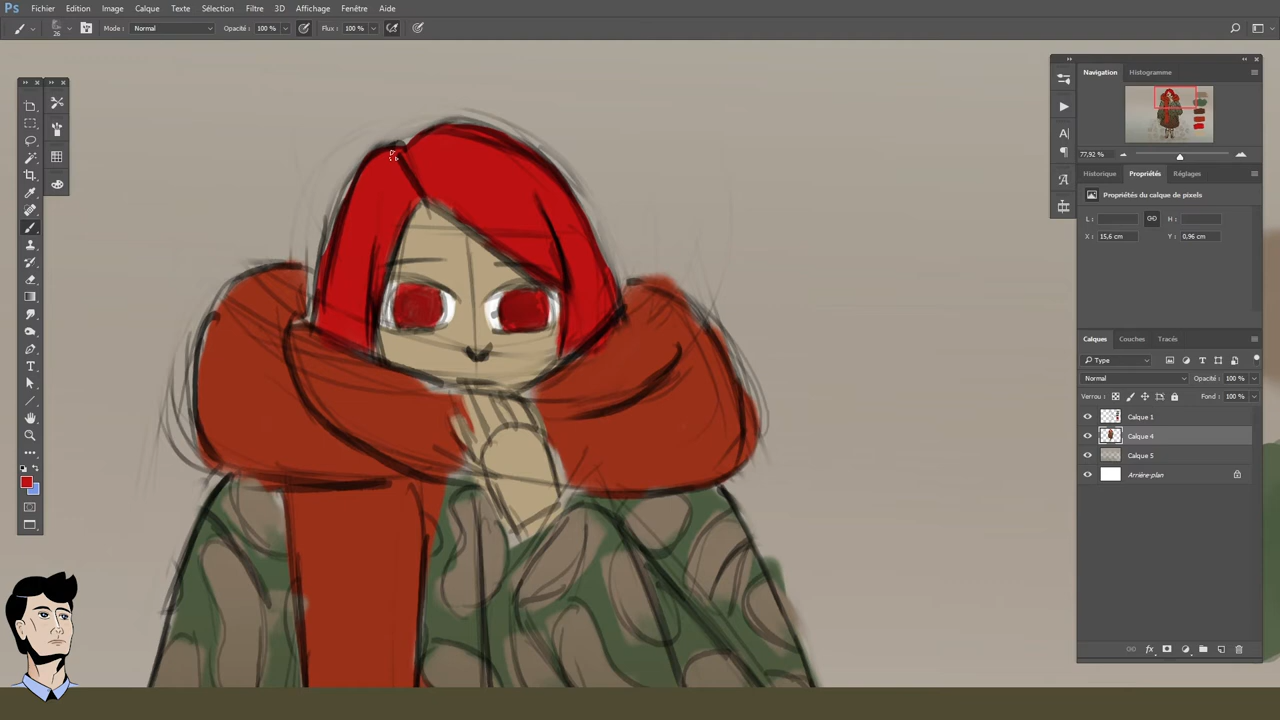 Ps Fichier Edition Image Calque Texte Sélection Filtre 3D Affichage Fenêtre Aide
26 Mode : Normal Opacité : 100 % Flux : 100 %
Navigation Histogramme
77,92 %
Historique Propriétés Réglages
Propriétés du calque de pixels
L : H :
X : 15,6 cm Y : 0,96 cm
Calques Couches Tracés
Type
Normal Opacité : 100 %
Verrou : Fond : 100 %
Calque 1
Calque 4
Calque 5
Arrière-plan
fx